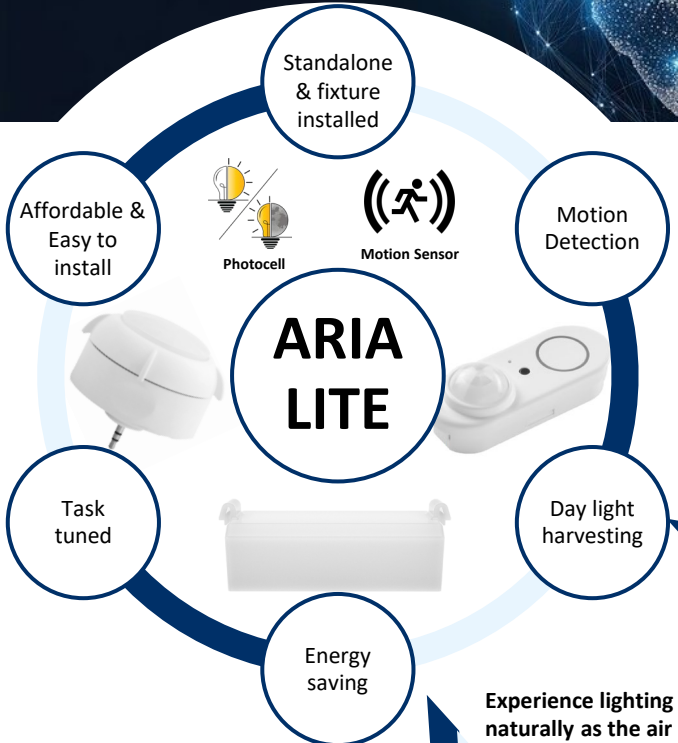 Standalone
& fixture
installed
Affordable &
Easy to
install
Photocell
Motion Sensor
Motion
Detection
ARIA
LITE
Task
tuned
Day light
harvesting
Energy
saving
Experience lighting
naturally as the air